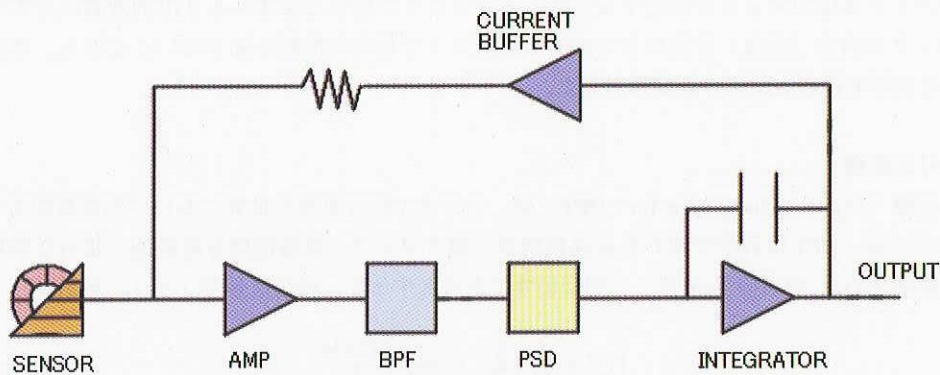 CURRENT
BUFFER
OUTPUT
SENSOR
AMP
BPF
PSD
INTEGRATOR